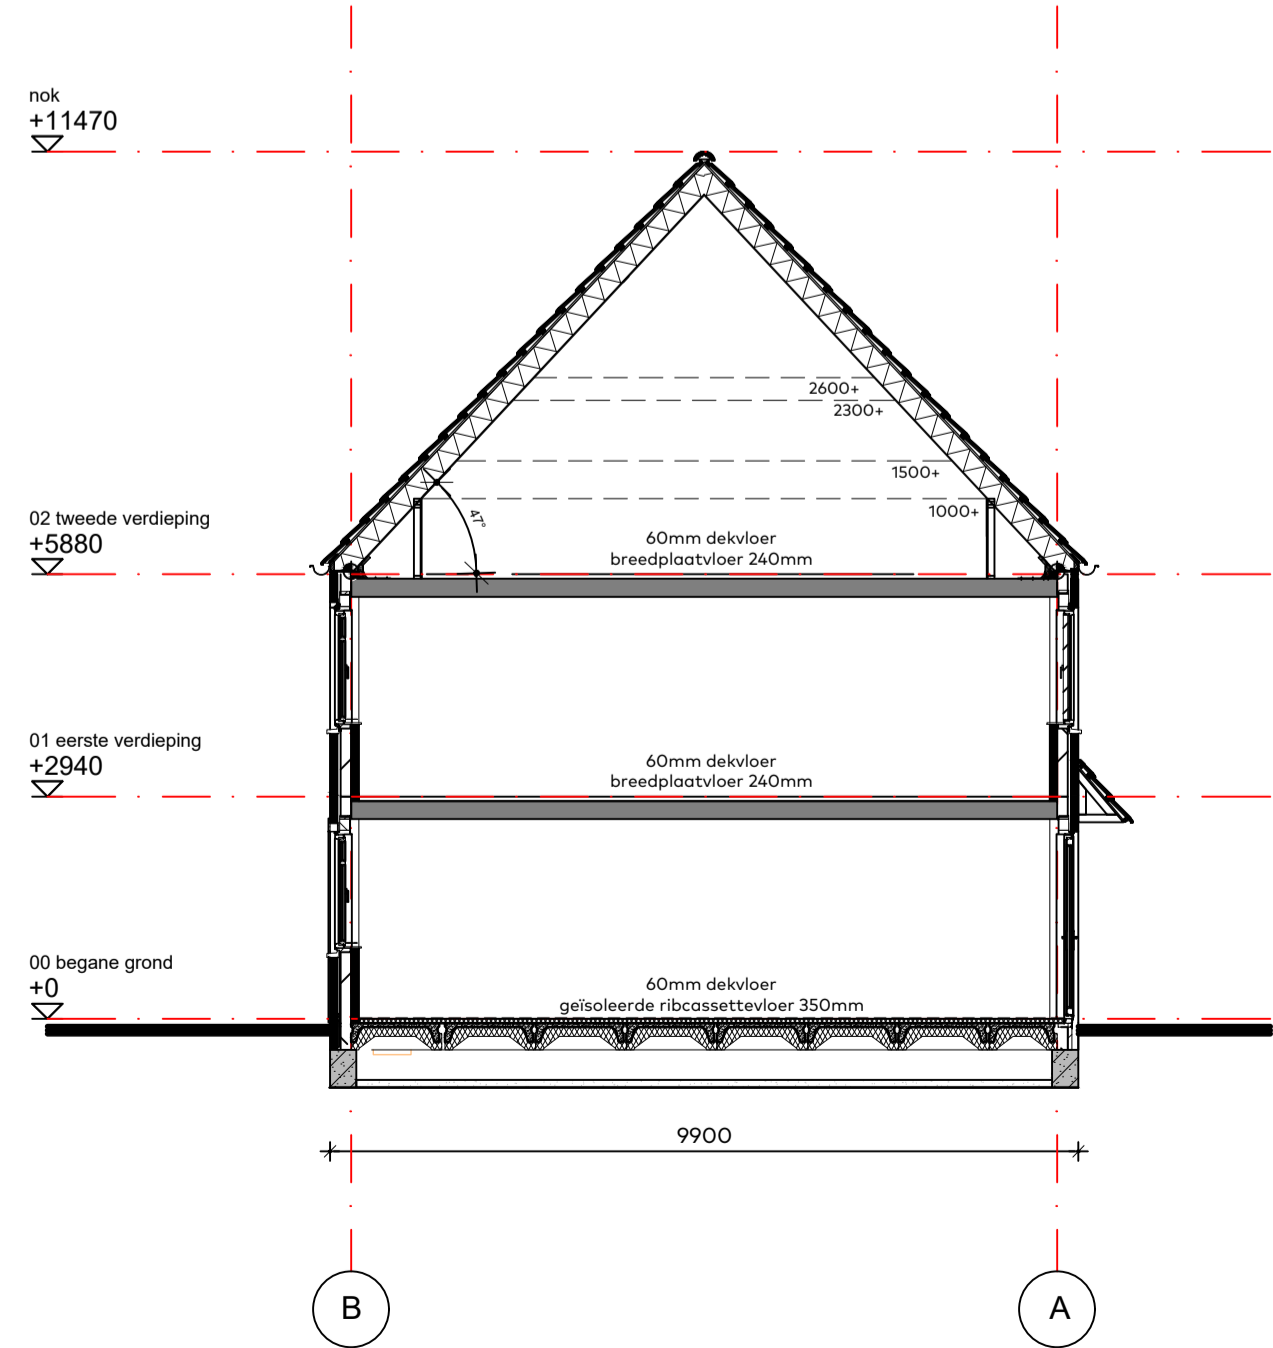 nok
+11470
2600+
2300+
1500+
1000+
47°
02 tweede verdieping
+5880
60mm dekvloer
breedplaatvloer 240mm
01 eerste verdieping
+2940
60mm dekvloer
breedplaatvloer 240mm
00 begane grond
+0
60mm dekvloer
geïsoleerde ribcassettevloer 350mm
9900
B
A